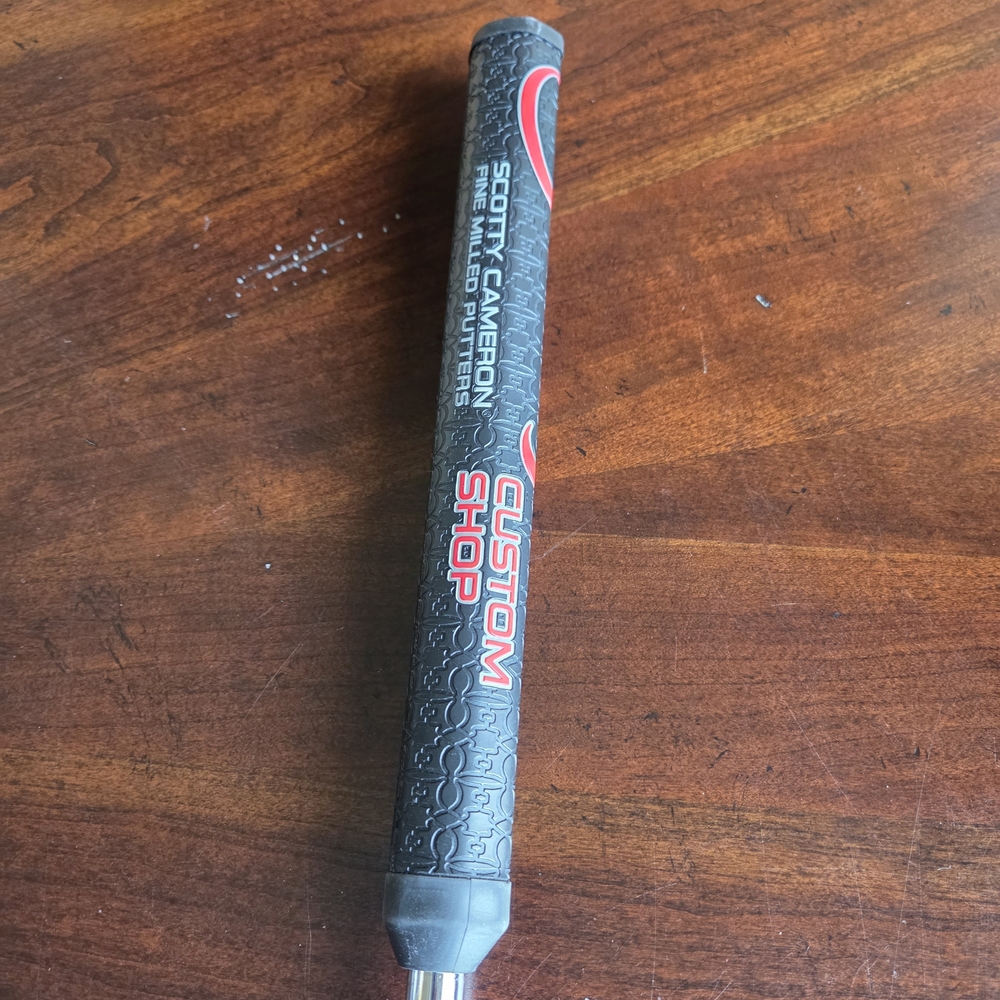 SCOTTY CAMERON®
FINE MILLED PUTTERS
CUSTOM
SHOP